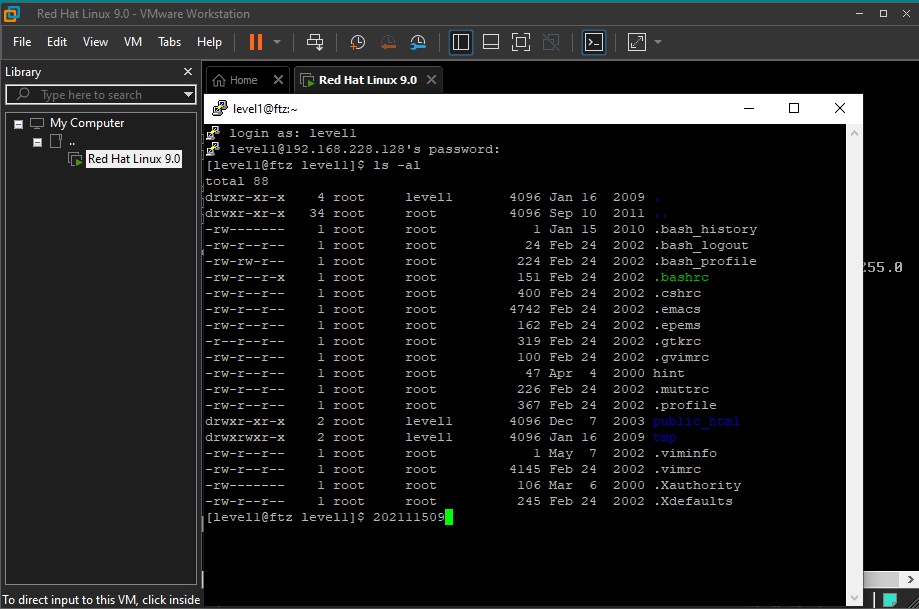 Red Hat Linux 9.0 - VMware Workstation
File Edit View VM Tabs Help
Library
Home Red Hat Linux 9.0
Type here to search
My Computer
..
Red Hat Linux 9.0
level1@ftz:~
login as: level1
level1@192.168.228.128's password:
[level1@ftz level1]$ ls -al
total 88
drwxr-xr-x 4 root level1 4096 Jan 16 2009 .
drwxr-xr-x 34 root root 4096 Sep 10 2011 ..
-rw------- 1 root root 1 Jan 15 2010 .bash_history
-rw-r--r-- 1 root root 24 Feb 24 2002 .bash_logout
-rw-rw-r-- 1 root root 224 Feb 24 2002 .bash_profile
-rw-r--r-x 1 root root 151 Feb 24 2002 .bashrc
-rw-r--r-- 1 root root 400 Feb 24 2002 .cshrc
-rw-r--r-- 1 root root 4742 Feb 24 2002 .emacs
-rw-r--r-- 1 root root 162 Feb 24 2002 .epems
-r--r--r-- 1 root root 319 Feb 24 2002 .gtkrc
-rw-r--r-- 1 root root 100 Feb 24 2002 .gvimrc
-rw-r--r-- 1 root root 47 Apr 4 2000 hint
-rw-r--r-- 1 root root 226 Feb 24 2002 .muttrc
-rw-r--r-- 1 root root 367 Feb 24 2002 .profile
drwxr-xr-x 2 root level1 4096 Dec 7 2003 public_html
drwxrwxr-x 2 root level1 4096 Jan 16 2009 tmp
-rw-r--r-- 1 root root 1 May 7 2002 .viminfo
-rw-r--r-- 1 root root 4145 Feb 24 2002 .vimrc
-rw------- 1 root root 106 Mar 6 2000 .Xauthority
-rw-r--r-- 1 root root 245 Feb 24 2002 .Xdefaults
[level1@ftz level1]$ 202111509
255.0
To direct input to this VM, click inside